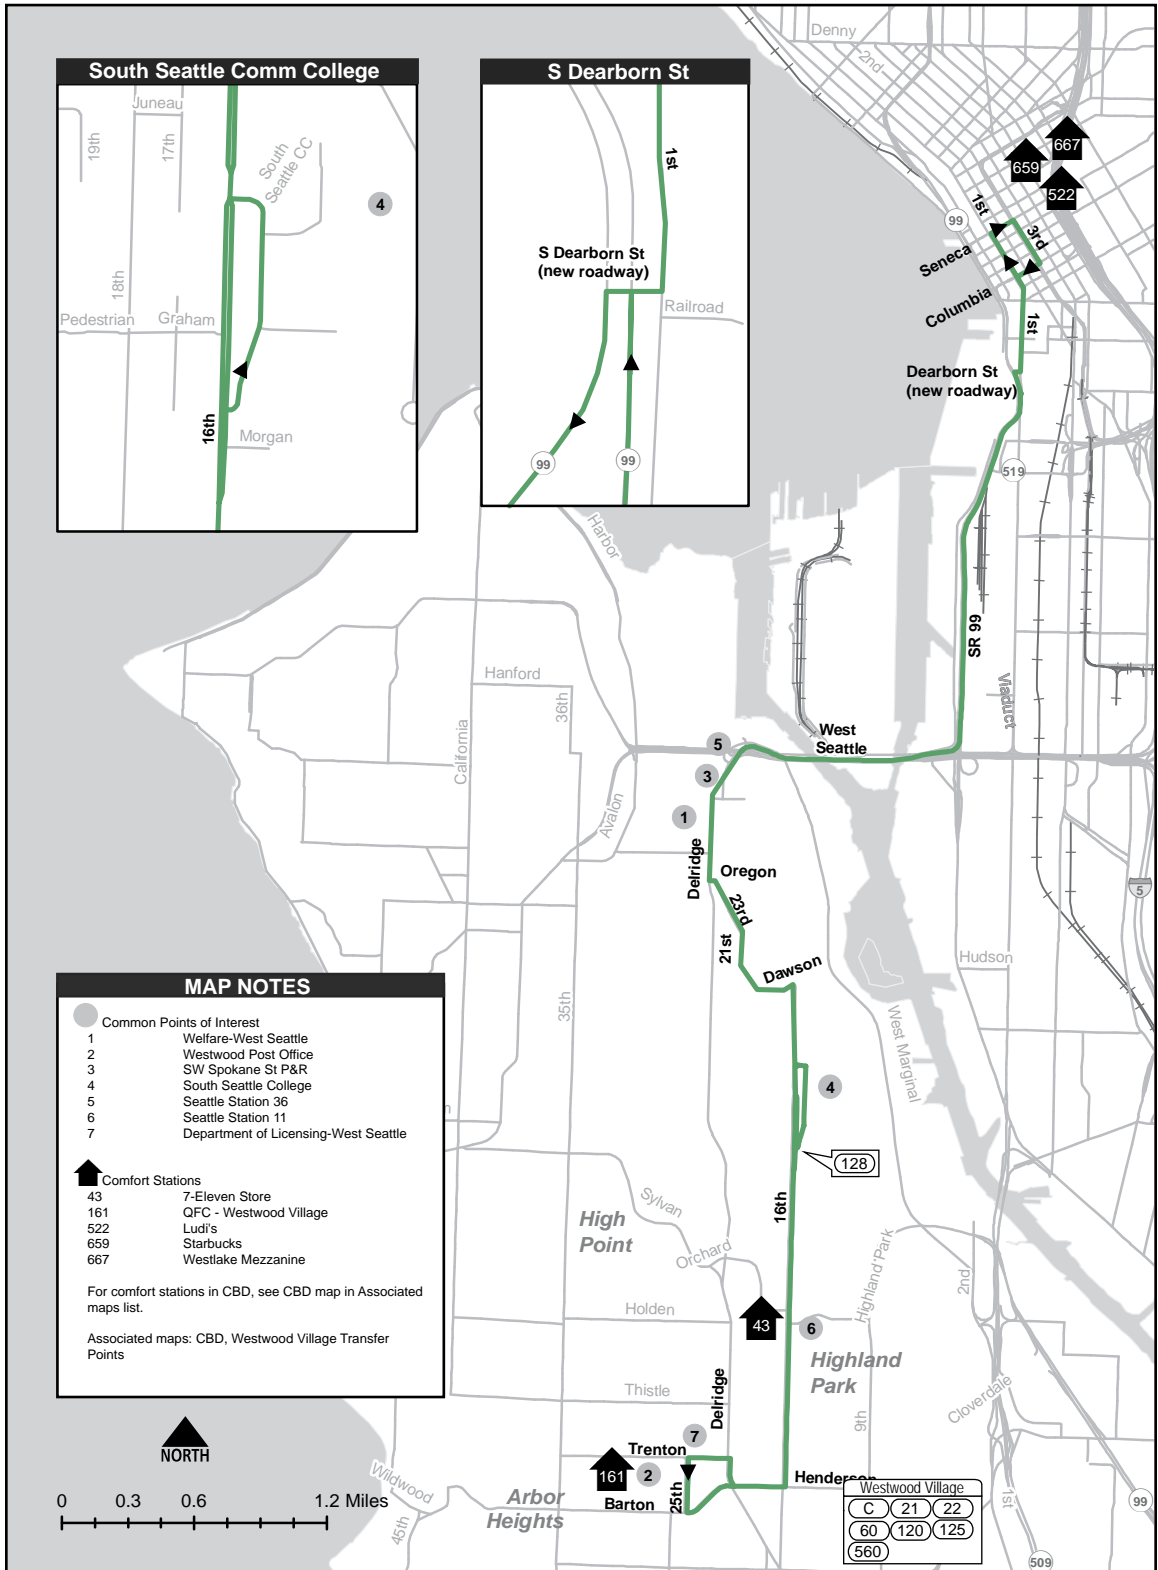 South Seattle Comm College
Juneau
19th
17th
South
Seattle CC
4
18th
Pedestrian
Graham
16th
Morgan
S Dearborn St
1st
S Dearborn St
(new roadway)
Railroad
99
99
Denny
2nd
667
659
522
99
1st
3rd
Seneca
Columbia
1st
Dearborn St
(new roadway)
519
Harbor
SR 99
Viaduct
Hanford
36th
California
West
Seattle
5
3
1
Avalon
Delridge
Oregon
23rd
21st
Dawson
5
Hudson
West Marginal
35th
4
128
16th
Sylvan
High
Point
Orchard
Highland Park
2nd
Holden
43
6
Highland
Park
Thistle
Delridge
9th
Cloverdale
7
Trenton
161
2
Barton
25th
Henderson
Wildwood
45th
Arbor
Heights
1st
99
509
Westwood Village
C 21 22
60 120 125
560
MAP NOTES
Common Points of Interest
1 Welfare-West Seattle
2 Westwood Post Office
3 SW Spokane St P&R
4 South Seattle College
5 Seattle Station 36
6 Seattle Station 11
7 Department of Licensing-West Seattle
Comfort Stations
43 7-Eleven Store
161 QFC - Westwood Village
522 Ludi's
659 Starbucks
667 Westlake Mezzanine
For comfort stations in CBD, see CBD map in Associated
maps list.
Associated maps: CBD, Westwood Village Transfer
Points
NORTH
0 0.3 0.6 1.2 Miles